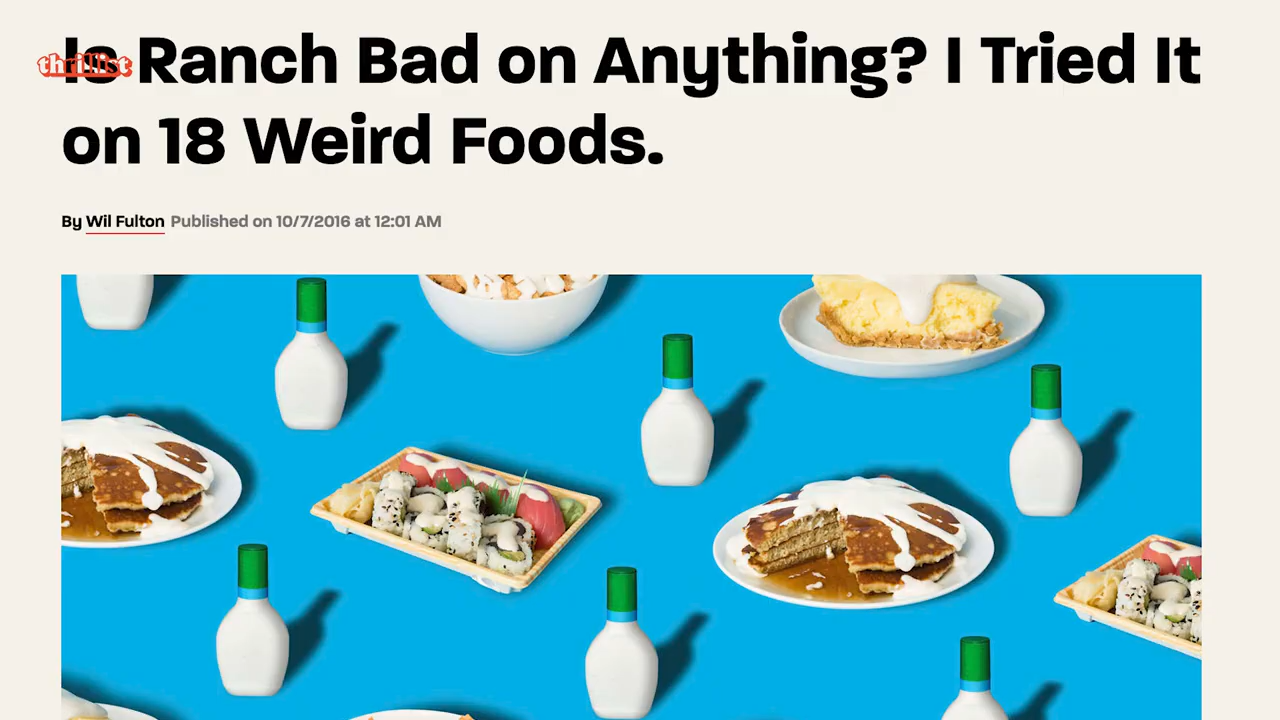 Is Ranch Bad on Anything? I Tried It
thrillist
on 18 Weird Foods.
By Wil Fulton Published on 10/7/2016 at 12:01 AM